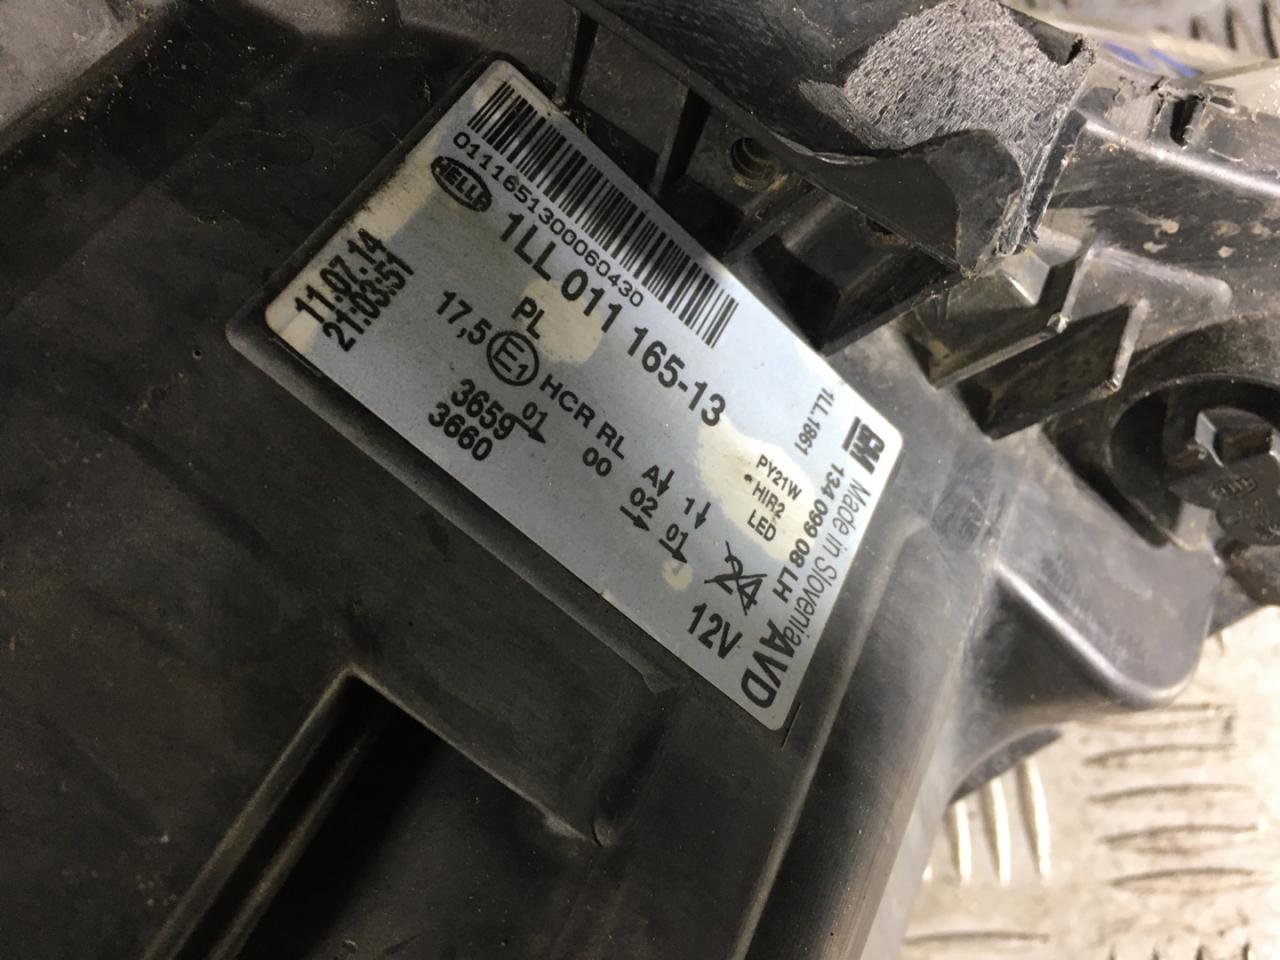 01116513000060430
HELLA
1LL 011 165-13
11.07.14
21:03:51
PL
17,5 E1 HCR RL A 1
01 00 02 01
3659
3660
1LL.1861
PY21W
HIR2
LED
12V
GM 134 099 08 LH
Made in Slovenia
AVD